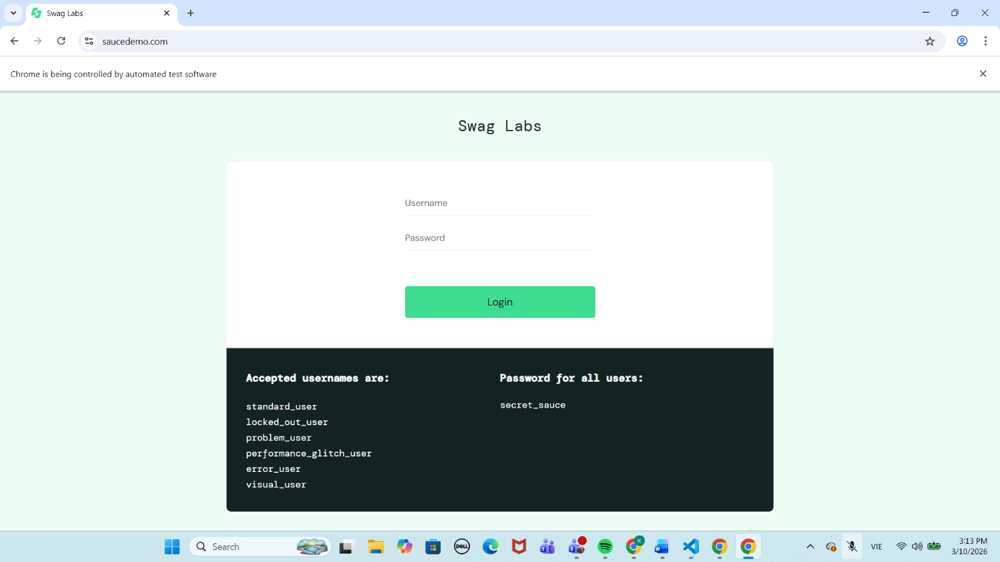 Swag Labs
saucedemo.com
Chrome is being controlled by automated test software
Swag Labs
Username
Password
Login
Accepted usernames are:
standard_user
locked_out_user
problem_user
performance_glitch_user
error_user
visual_user
Password for all users:
secret_sauce
Search
DELL
K
W
VIE
3:13 PM
3/10/2026